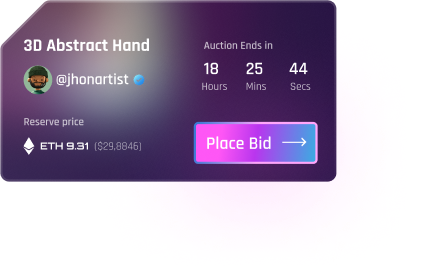 3D Abstract Hand
@jhonartist
Reserve price
ETH 9.31 ($29,8846)
Auction Ends in
18 25 44
Hours Mins Secs
Place Bid